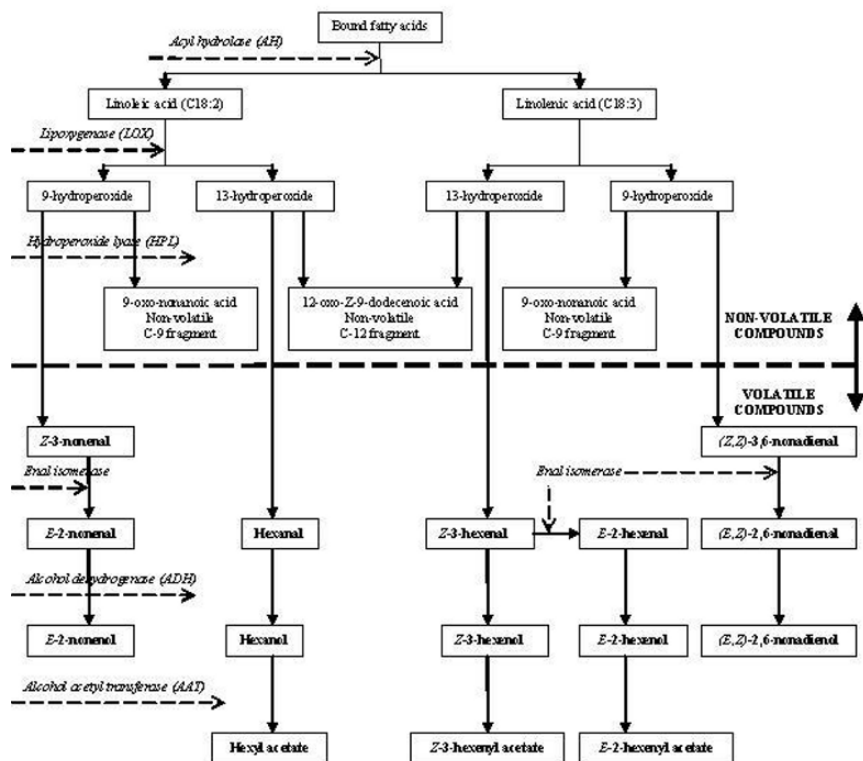 Bound fatty acids
Acyl hydrolase (AH)
Linoleic acid (C18:2)
Linolenic acid (C18:3)
Lipoxygenase (LOX)
9-hydroperoxide
13-hydroperoxide
13-hydroperoxide
9-hydroperoxide
Hydroperoxide lyase (HPL)
9-oxo-nonanoic acid
Non-volatile
C-9 fragment
12-oxo-Z-9-dodecenoic acid
Non-volatile
C-12 fragment
9-oxo-nonanoic acid
Non-volatile
C-9 fragment
NON-VOLATILE
COMPOUNDS
VOLATILE
COMPOUNDS
Z-3-nonenal
(Z,Z)-3,6-nonadienal
Enal isomerase
Enal isomerase
E-2-nonenal
Hexanal
Z-3-hexenal
E-2-hexenal
(E,Z)-2,6-nonadienal
Alcohol dehydrogenase (ADH)
E-2-nonenol
Hexanol
Z-3-hexenol
E-2-hexenol
(E,Z)-2,6-nonadienol
Alcohol acetyl transferase (AAT)
Hexyl acetate
Z-3-hexenyl acetate
E-2-hexenyl acetate